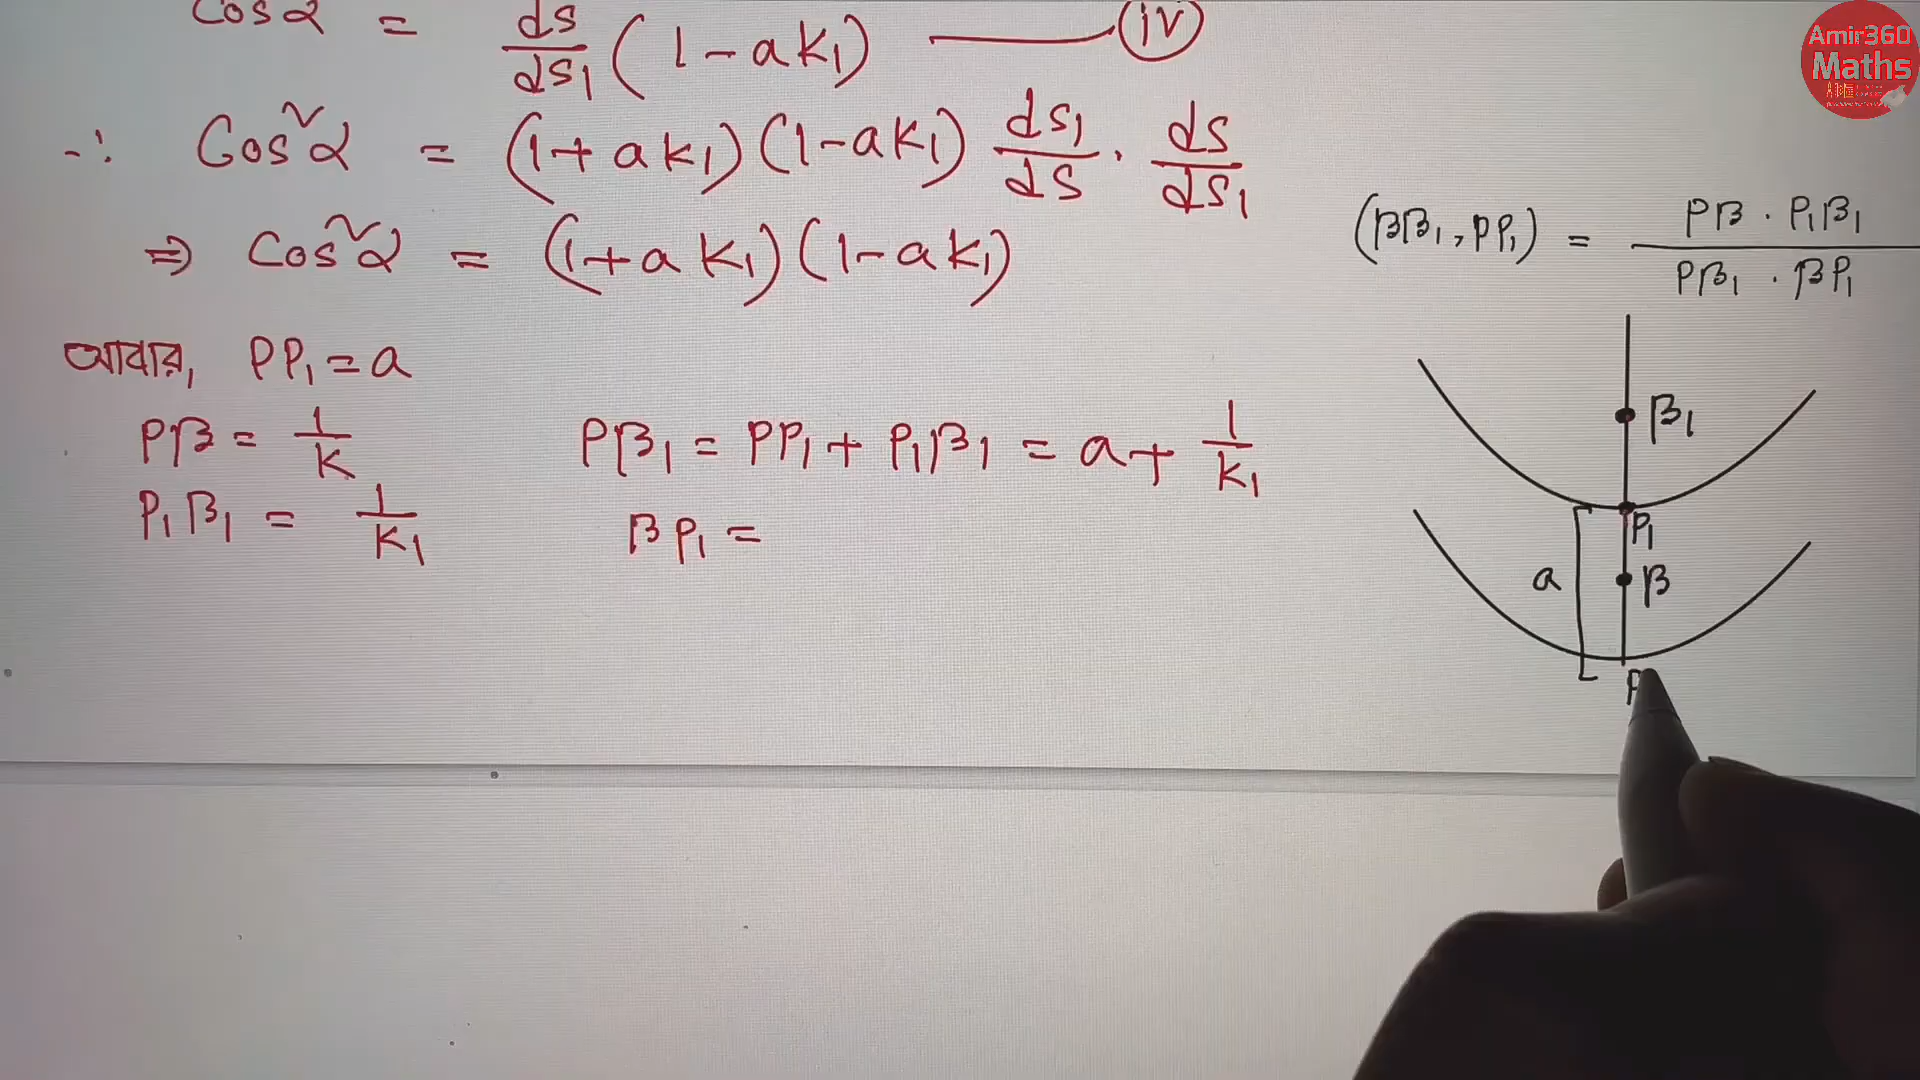 Cosα = ds/ds₁ (1 - ak₁) —— (iv)
∴ Cos²α = (1 + ak₁)(1 - ak₁) ds₁/ds · ds/ds₁
⇒ Cos²α = (1 + ak₁)(1 - ak₁)
আবার, PP₁ = a
Pβ = 1/k
Pβ₁ = PP₁ + P₁β₁ = a + 1/k₁
P₁β₁ = 1/k₁
βP₁ =
(ββ₁, PP₁) = Pβ · P₁β₁ / Pβ₁ · βP₁
β₁
P₁
a
β
P
Amir360
Maths